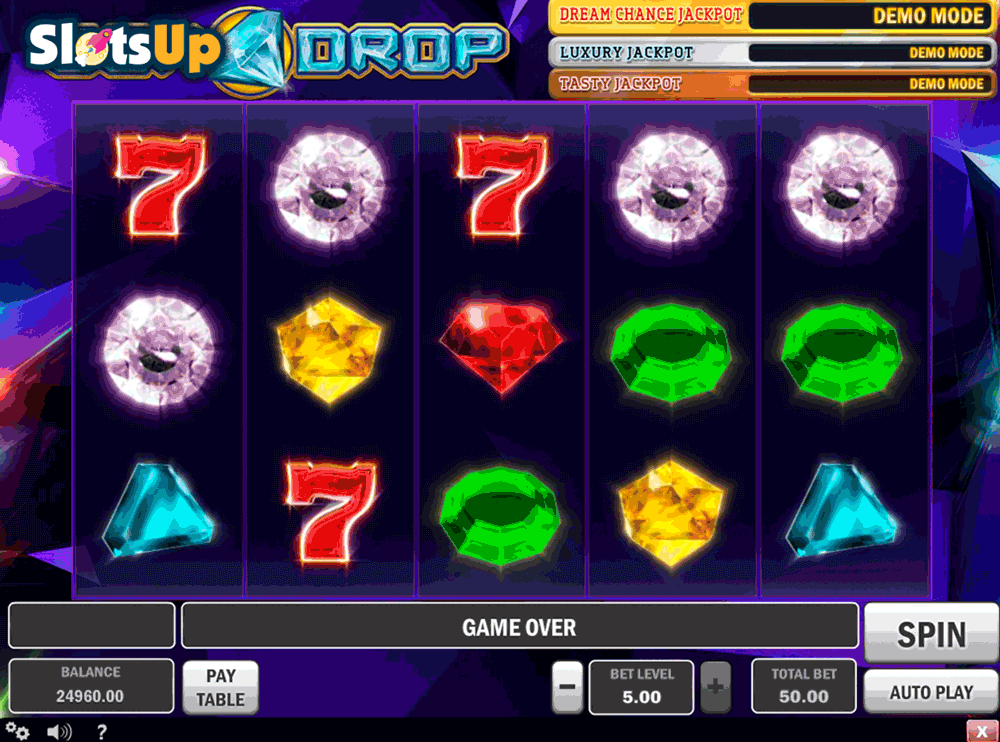 SlotsUp
DROP
DREAM CHANCE JACKPOT DEMO MODE
LUXURY JACKPOT DEMO MODE
TASTY JACKPOT DEMO MODE
7 7
7
GAME OVER
SPIN
BALANCE
24960.00
PAY
TABLE
−
BET LEVEL
5.00
+
TOTAL BET
50.00
AUTO PLAY
?
X